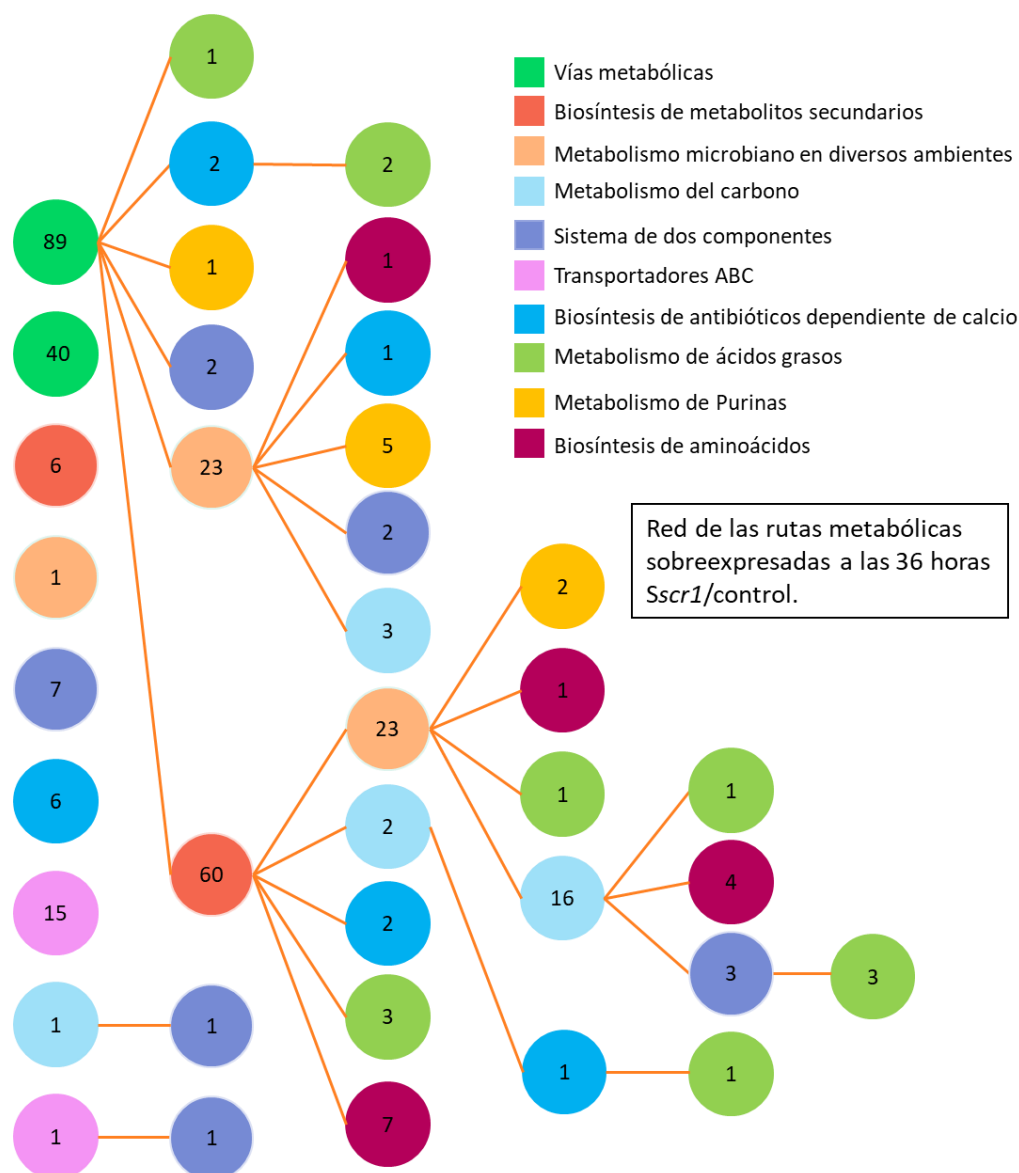 1
2
2
89
1
1
40
2
1
6
23
5
2
1
3
2
7
23
1
6
2
1
1
60
16
4
15
2
3
3
1
1
3
1
1
1
1
7
Vías metabólicas
Biosíntesis de metabolitos secundarios
Metabolismo microbiano en diversos ambientes
Metabolismo del carbono
Sistema de dos componentes
Transportadores ABC
Biosíntesis de antibióticos dependiente de calcio
Metabolismo de ácidos grasos
Metabolismo de Purinas
Biosíntesis de aminoácidos
Red de las rutas metabólicas
sobreexpresadas a las 36 horas
Sscr1/control.